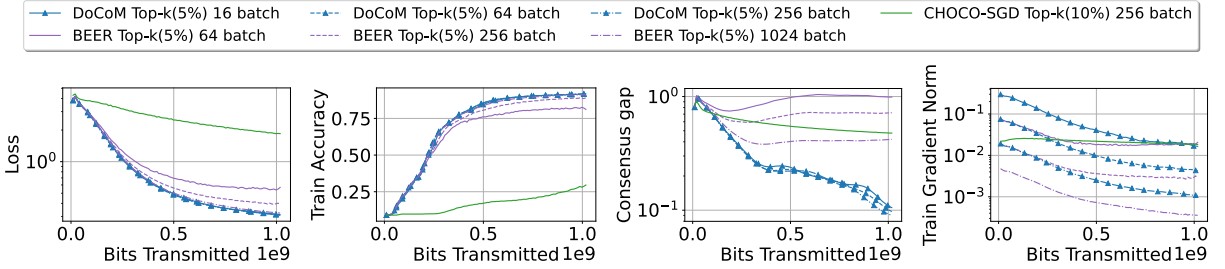 DoCoM Top-k(5%) 16 batch DoCoM Top-k(5%) 64 batch DoCoM Top-k(5%) 256 batch CHOCO-SGD Top-k(10%) 256 batch
BEER Top-k(5%) 64 batch BEER Top-k(5%) 256 batch BEER Top-k(5%) 1024 batch
Loss
10⁰
0.0 0.5 1.0
Bits Transmitted 1e9
Train Accuracy
0.75
0.50
0.25
0.0 0.5 1.0
Bits Transmitted 1e9
Consensus gap
10⁰
10⁻¹
0.0 0.5 1.0
Bits Transmitted 1e9
Train Gradient Norm
10⁻¹
10⁻²
10⁻³
0.0 0.5 1.0
Bits Transmitted 1e9